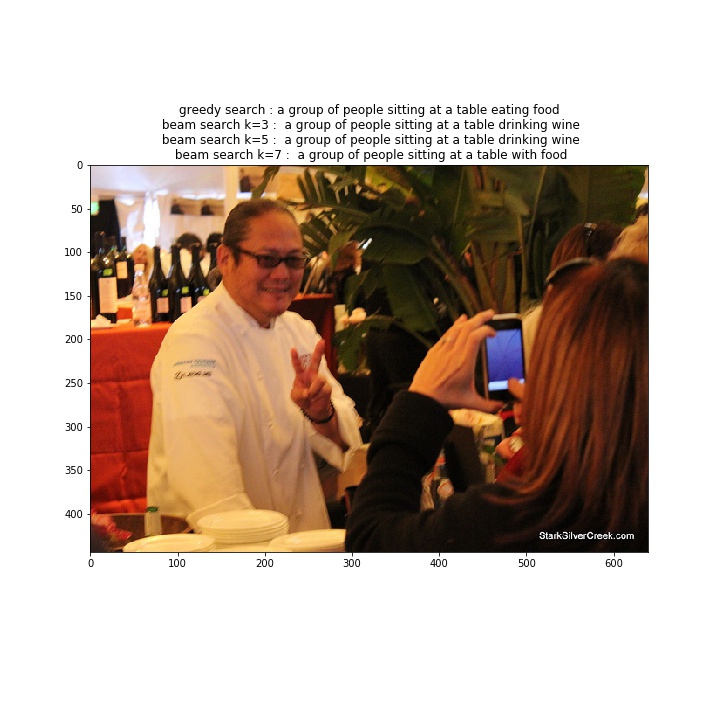 greedy search : a group of people sitting at a table eating food
beam search k=3 :  a group of people sitting at a table drinking wine
beam search k=5 :  a group of people sitting at a table drinking wine
beam search k=7 :  a group of people sitting at a table with food
0
50
100
150
200
250
300
350
400
StarkSilverCreek.com
0 100 200 300 400 500 600